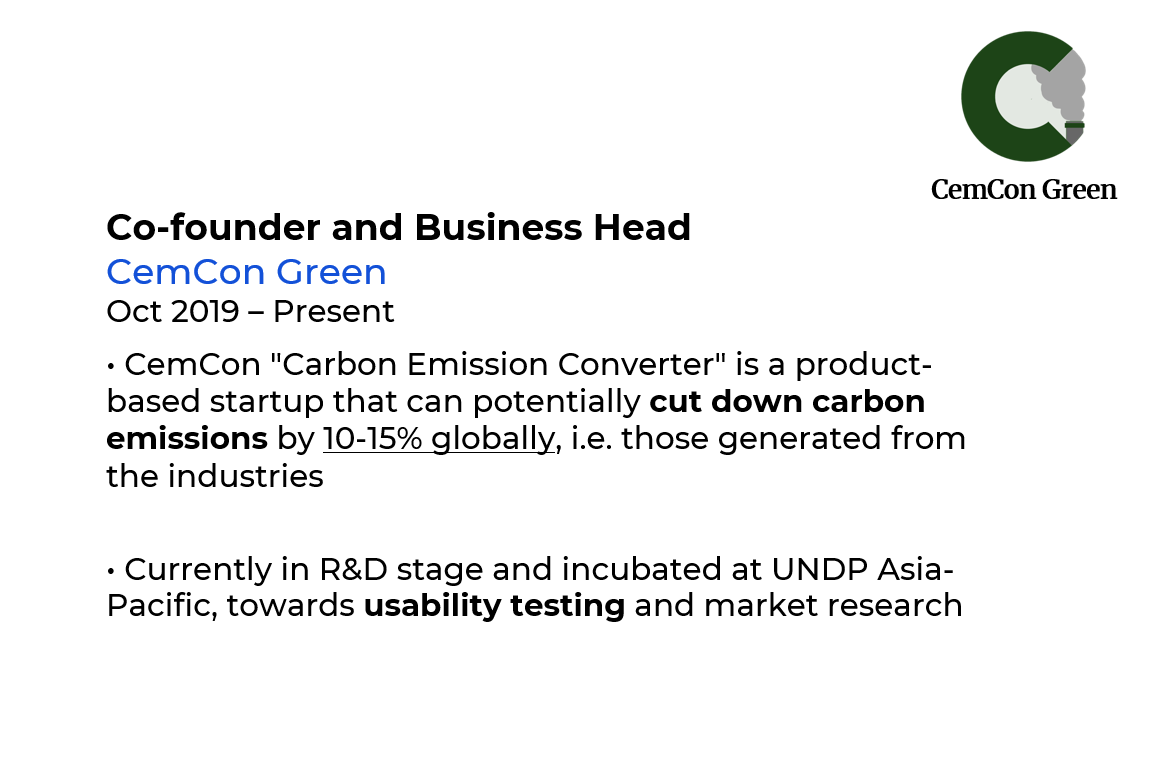 CemCon Green
Co-founder and Business Head
CemCon Green
Oct 2019 – Present
• CemCon "Carbon Emission Converter" is a product-
based startup that can potentially cut down carbon
emissions by 10-15% globally, i.e. those generated from
the industries
• Currently in R&D stage and incubated at UNDP Asia-
Pacific, towards usability testing and market research